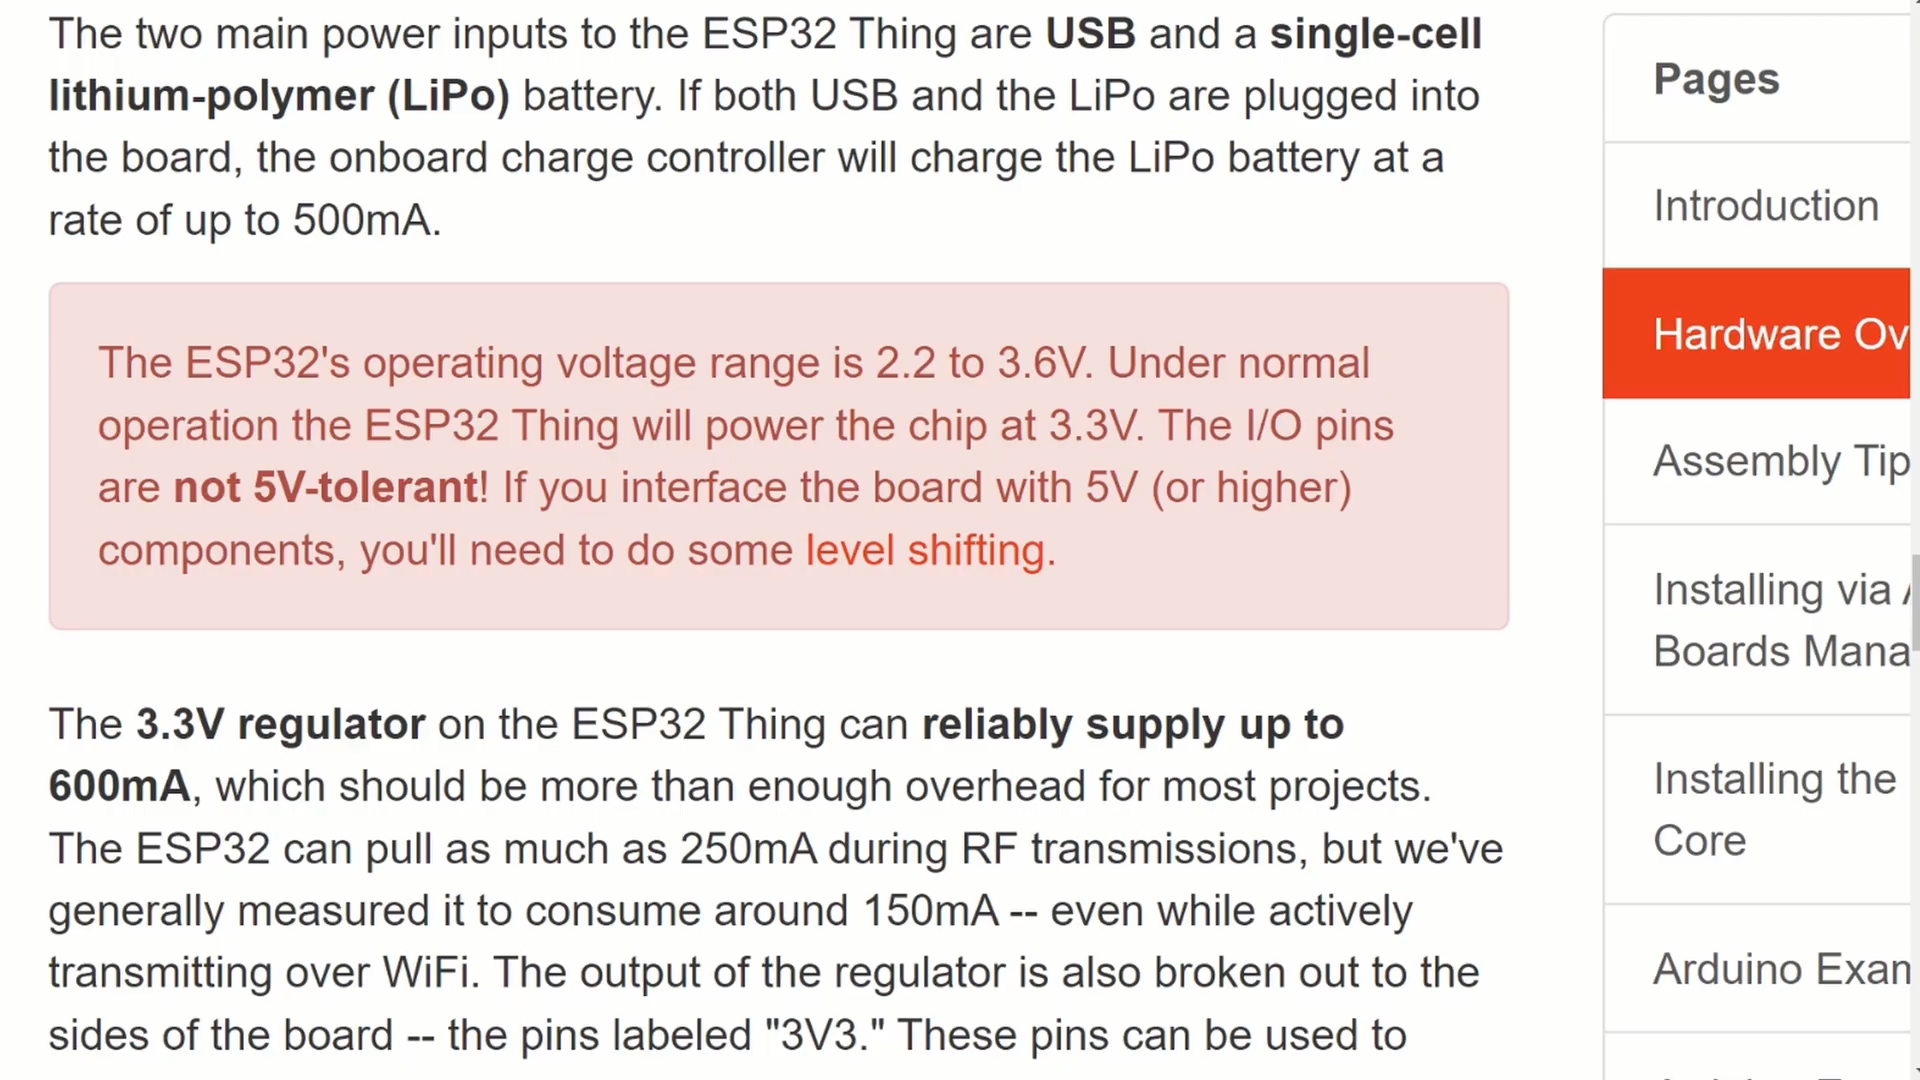 The two main power inputs to the ESP32 Thing are USB and a single-cell
lithium-polymer (LiPo) battery. If both USB and the LiPo are plugged into
the board, the onboard charge controller will charge the LiPo battery at a
rate of up to 500mA.
The ESP32's operating voltage range is 2.2 to 3.6V. Under normal
operation the ESP32 Thing will power the chip at 3.3V. The I/O pins
are not 5V-tolerant! If you interface the board with 5V (or higher)
components, you'll need to do some level shifting.
The 3.3V regulator on the ESP32 Thing can reliably supply up to
600mA, which should be more than enough overhead for most projects.
The ESP32 can pull as much as 250mA during RF transmissions, but we've
generally measured it to consume around 150mA -- even while actively
transmitting over WiFi. The output of the regulator is also broken out to the
sides of the board -- the pins labeled "3V3." These pins can be used to
Pages
Introduction
Hardware Ov
Assembly Tip
Installing via
Boards Mana
Installing the
Core
Arduino Exam